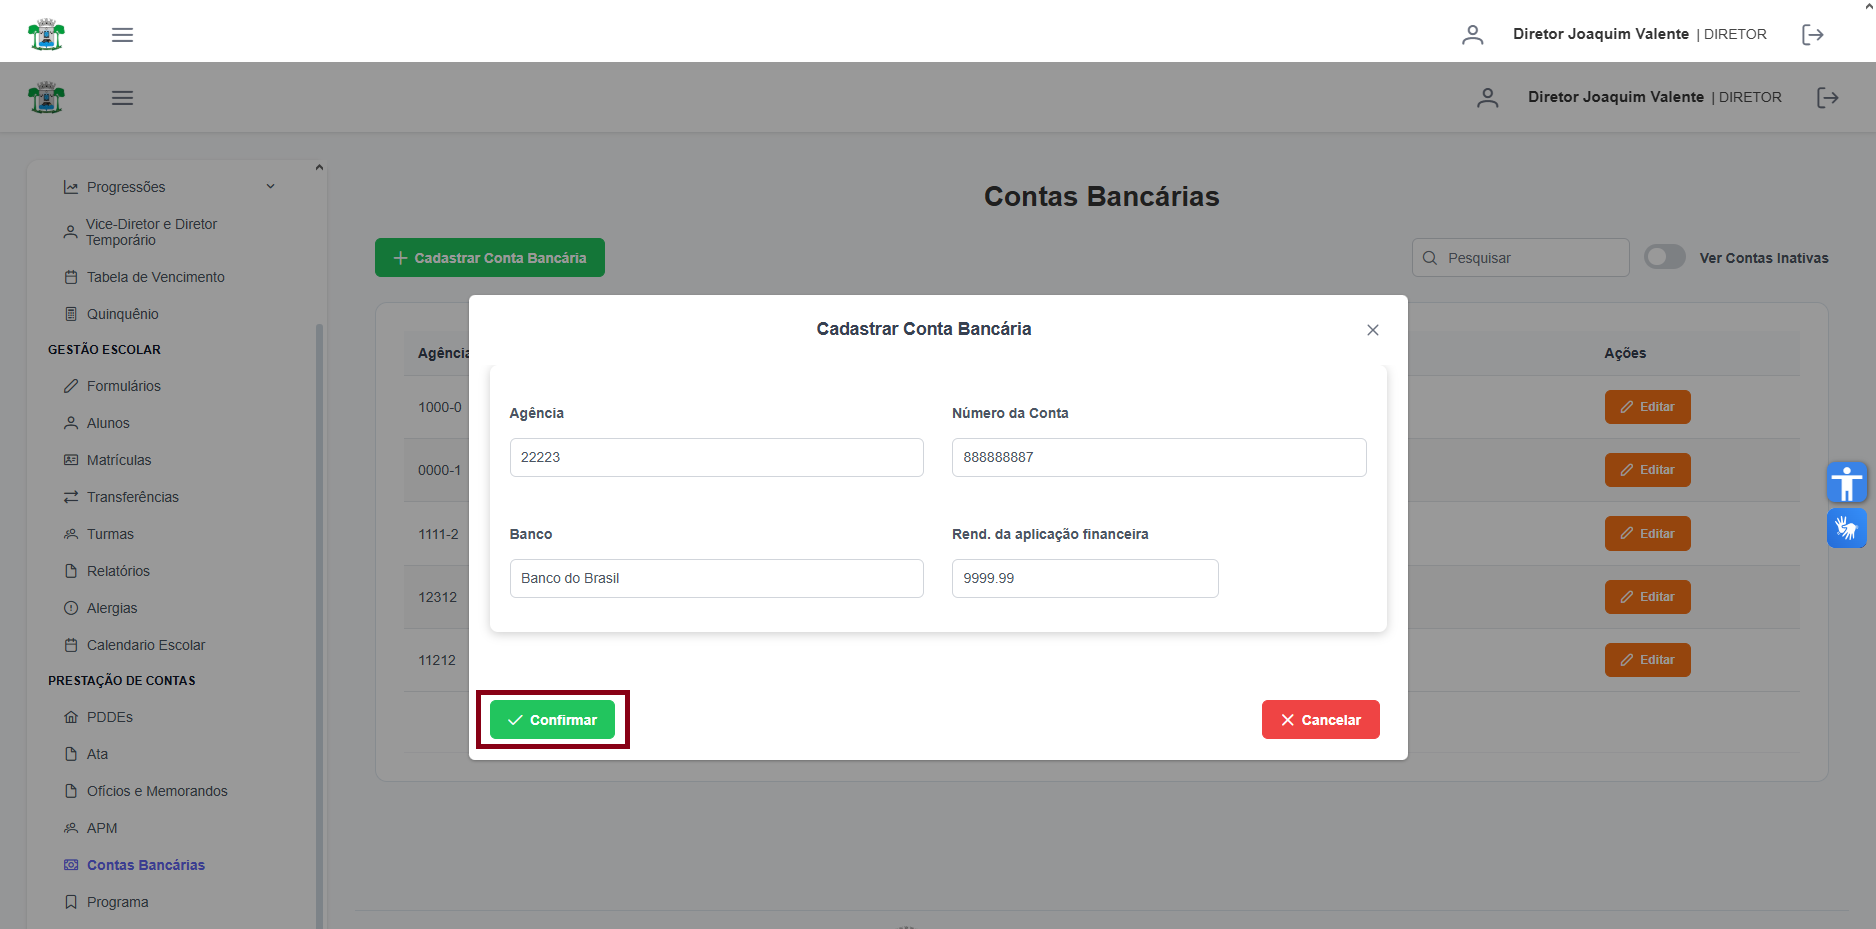 Diretor Joaquim Valente | DIRETOR
Diretor Joaquim Valente | DIRETOR
Progressões
Vice-Diretor e Diretor
Temporário
Tabela de Vencimento
Quinquênio
GESTÃO ESCOLAR
Formulários
Alunos
Matrículas
Transferências
Turmas
Relatórios
Alergias
Calendario Escolar
PRESTAÇÃO DE CONTAS
PDDEs
Ata
Ofícios e Memorandos
APM
Contas Bancárias
Programa
Contas Bancárias
Cadastrar Conta Bancária
Pesquisar
Ver Contas Inativas
Agência
Ações
1000-0
Editar
0000-1
Editar
1111-2
Editar
12312
Editar
11212
Editar
Cadastrar Conta Bancária
Agência
Número da Conta
22223
888888887
Banco
Rend. da aplicação financeira
Banco do Brasil
9999.99
Confirmar
Cancelar